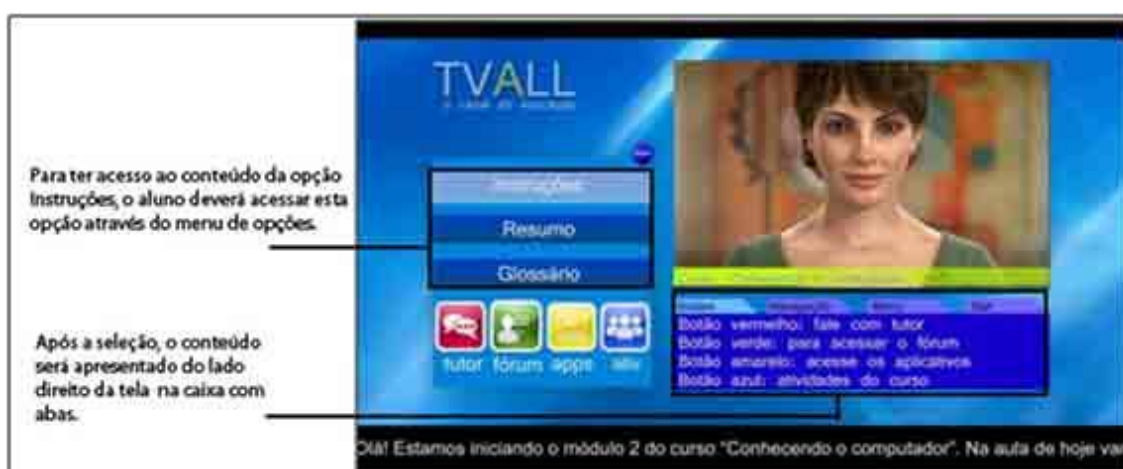 Para ter acesso ao conteúdo da opção
Instruções, o aluno deverá acessar esta
opção através do menu de opções.
Após a seleção, o conteúdo
será apresentado do lado
direito da tela na caixa com
abas.
TVALL
Instruções
Resumo
Glossário
tutor fórum apps
Botão vermelho: fale com tutor
Botão verde: para acessar o fórum
Botão amarelo: acesse os aplicativos
Botão azul: atividades do curso
Olá! Estamos iniciando o módulo 2 do curso "Conhecendo o computador". Na aula de hoje